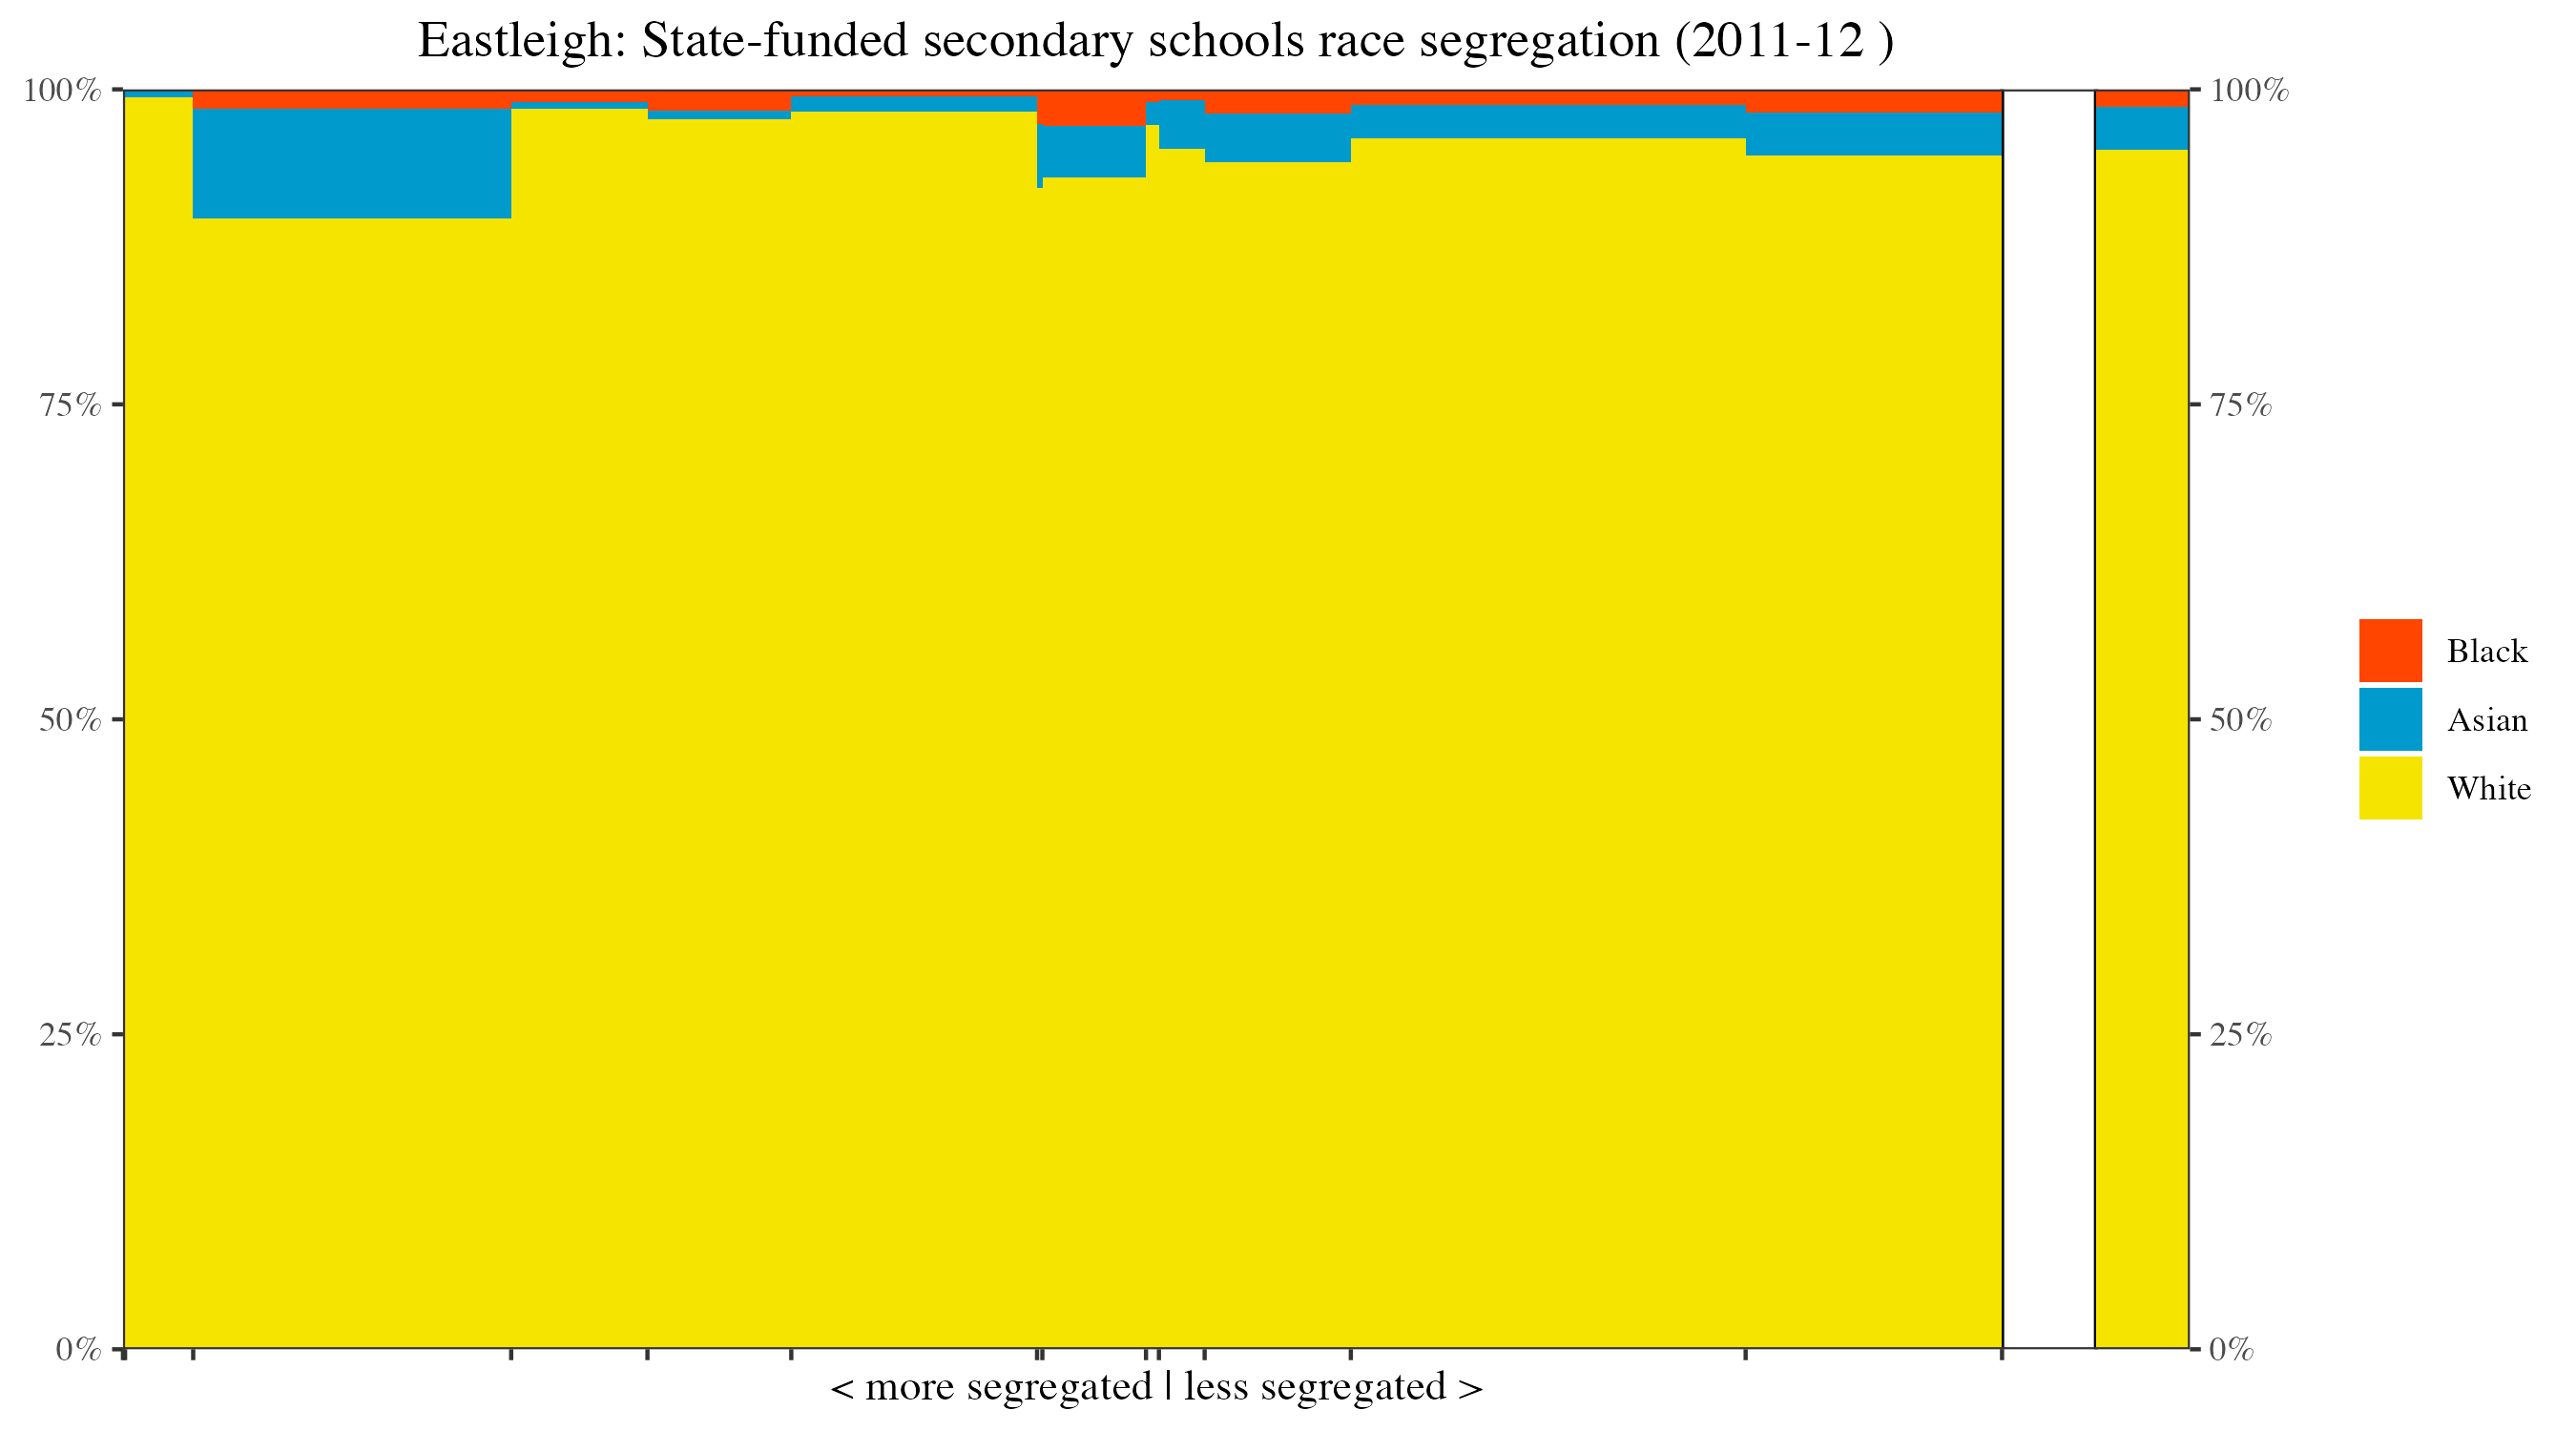 Eastleigh: State-funded secondary schools race segregation (2011-12 )
100%
75%
50%
25%
0%
100%
75%
50%
25%
0%
Black
Asian
White
< more segregated | less segregated >